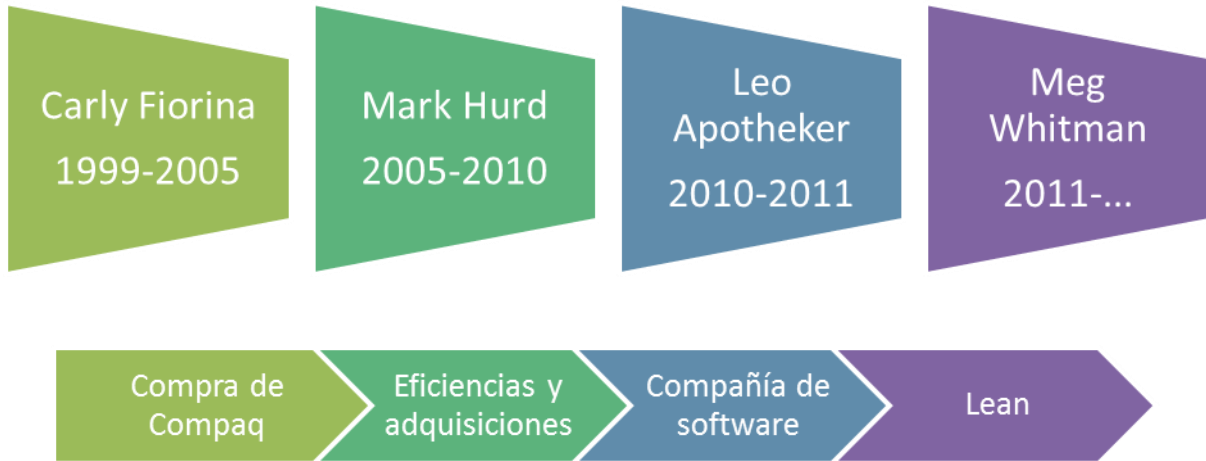 Carly Fiorina
1999-2005
Mark Hurd
2005-2010
Leo
Apotheker
2010-2011
Meg
Whitman
2011-...
Compra de
Compaq
Eficiencias y
adquisiciones
Compañía de
software
Lean